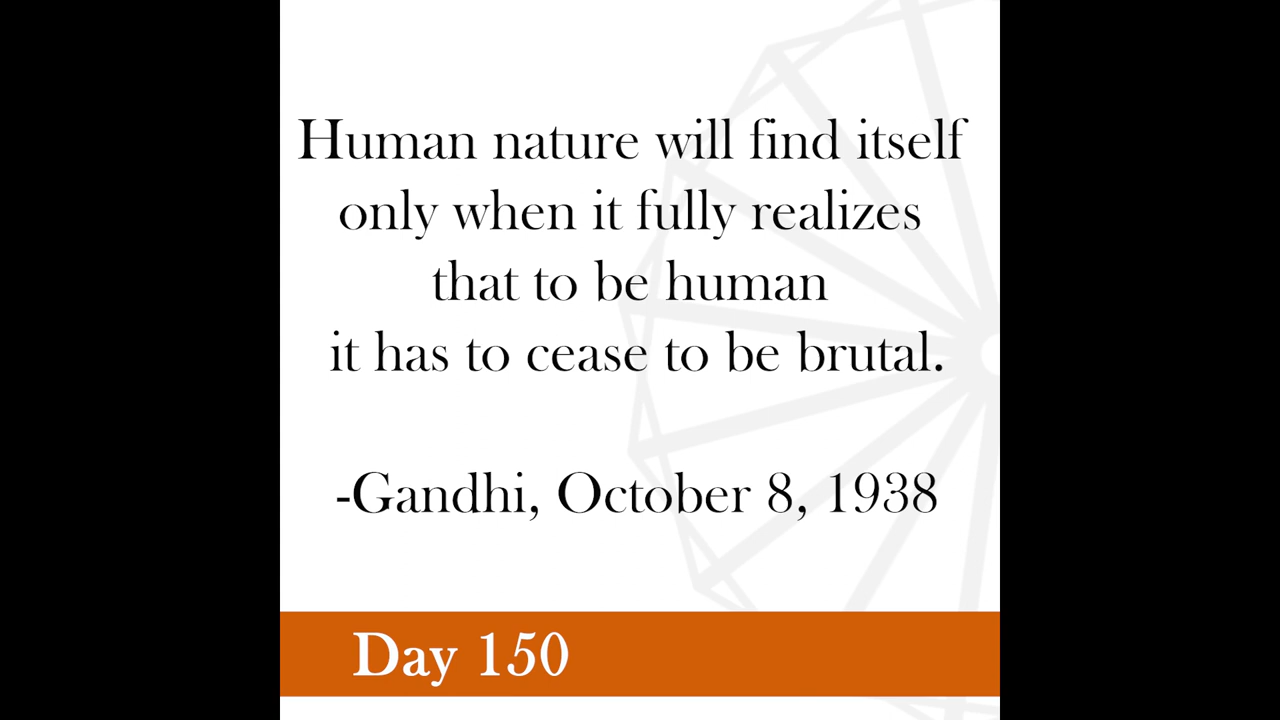 Human nature will find itself
only when it fully realizes
that to be human
it has to cease to be brutal.
-Gandhi, October 8, 1938
Day 150